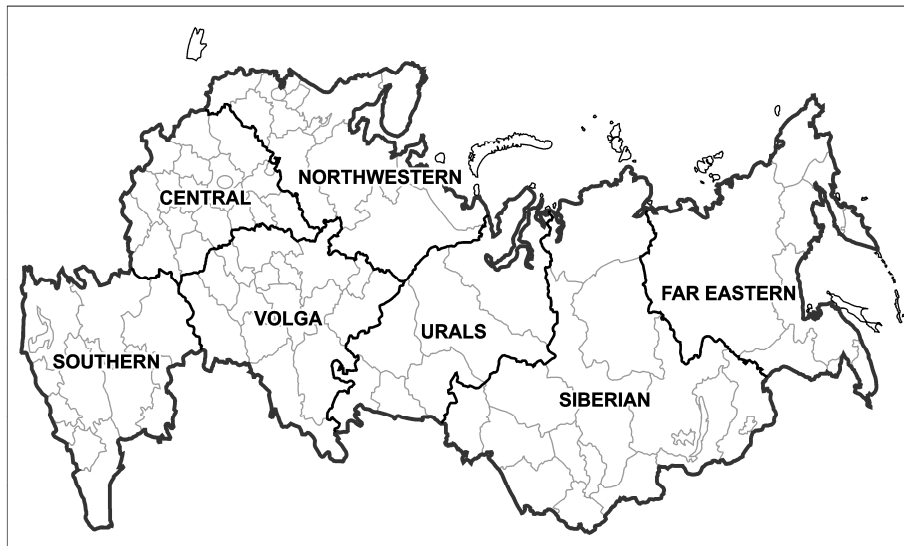 NORTHWESTERN
CENTRAL
FAR EASTERN
VOLGA
URALS
SOUTHERN
SIBERIAN